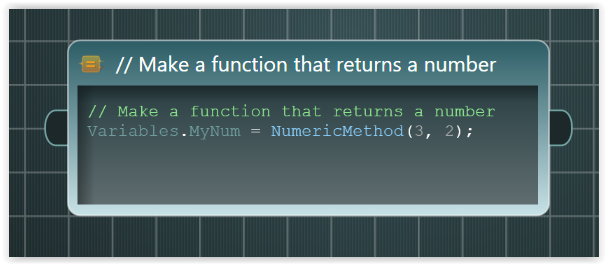 // Make a function that returns a number
// Make a function that returns a number
Variables.MyNum = NumericMethod(3, 2);